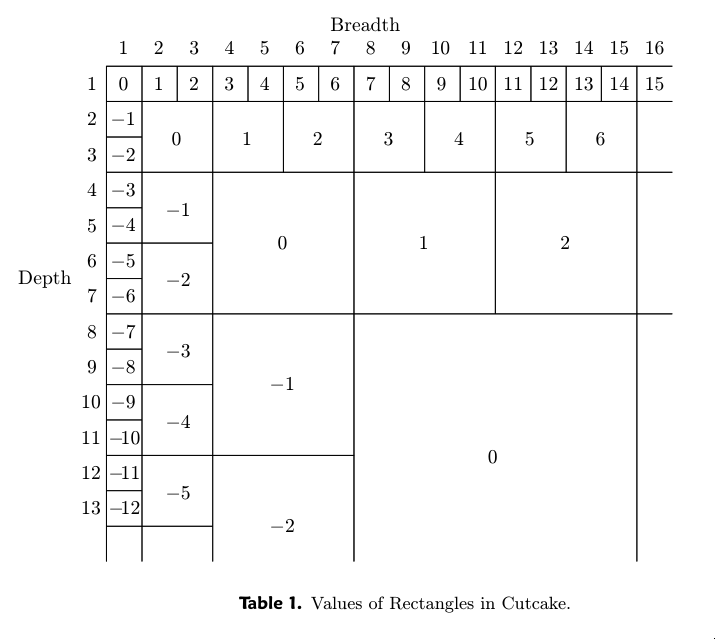 Breadth
1 2 3 4 5 6 7 8 9 10 11 12 13 14 15 16
1 0 1 2 3 4 5 6 7 8 9 10 11 12 13 14 15
2 −1
0 1 2 3 4 5 6
3 −2
4 −3
−1
5 −4
0 1 2
6 −5
Depth
−2
7 −6
8 −7
−3
9 −8
−1
10 −9
−4
11 −10
0
12 −11
−5
13 −12
−2
Table 1. Values of Rectangles in Cutcake.